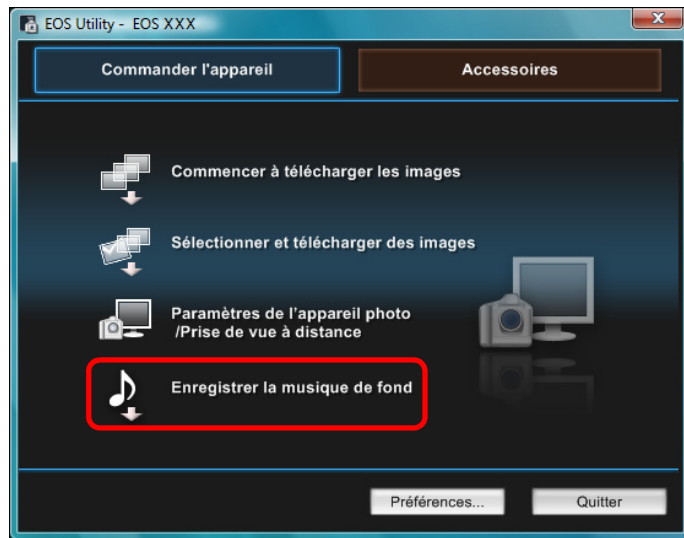 EOS Utility - EOS XXX
Commander l'appareil
Accessoires
Commencer à télécharger les images
Sélectionner et télécharger des images
Paramètres de l'appareil photo
/Prise de vue à distance
Enregistrer la musique de fond
Préférences...
Quitter